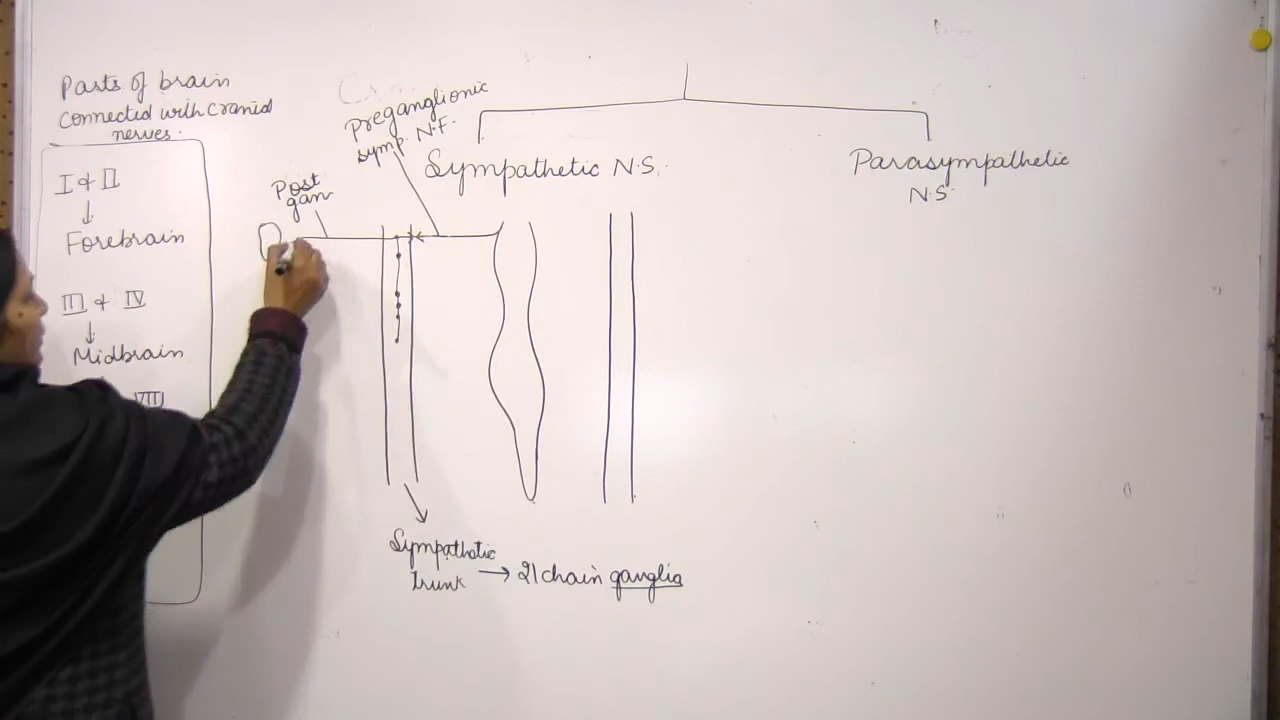 Parts of brain
connected with cranial
nerves.
I & II
↓
Forebrain
III & IV
↓
Midbrain
VIII
Preganglionic
symp. N.F.
Post
gan
Sympathetic N.S.
Parasympathetic
N.S.
Sympathetic
trunk → 21 chain ganglia